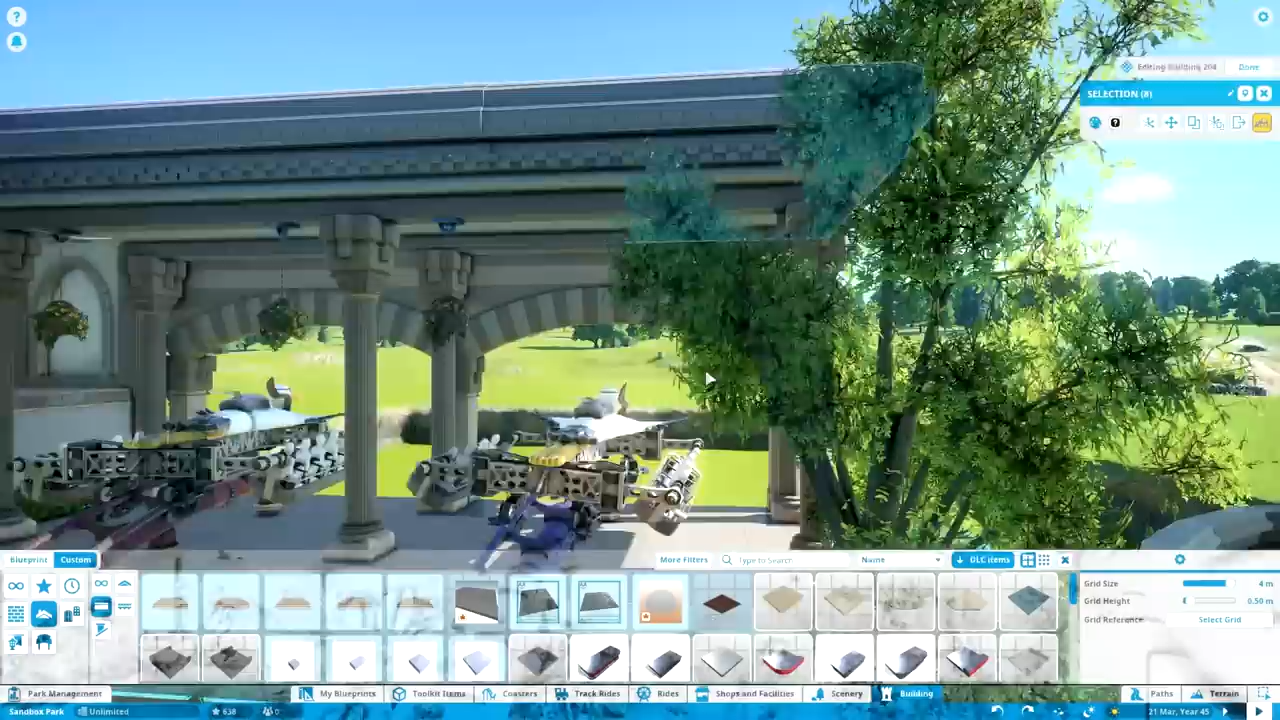 ?
Editing Building 204 Done
SELECTION (8)
?
Blueprint Custom More Filters Type to Search Name DLC Items
Grid Size 4 m
Grid Height 0.50 m
Grid Reference Select Grid
Park Management My Blueprints Toolkit Items Coasters Track Rides Rides Shops and Facilities Scenery Building Paths Terrain
Sandbox Park Unlimited 638 0 21 Mar, Year 45